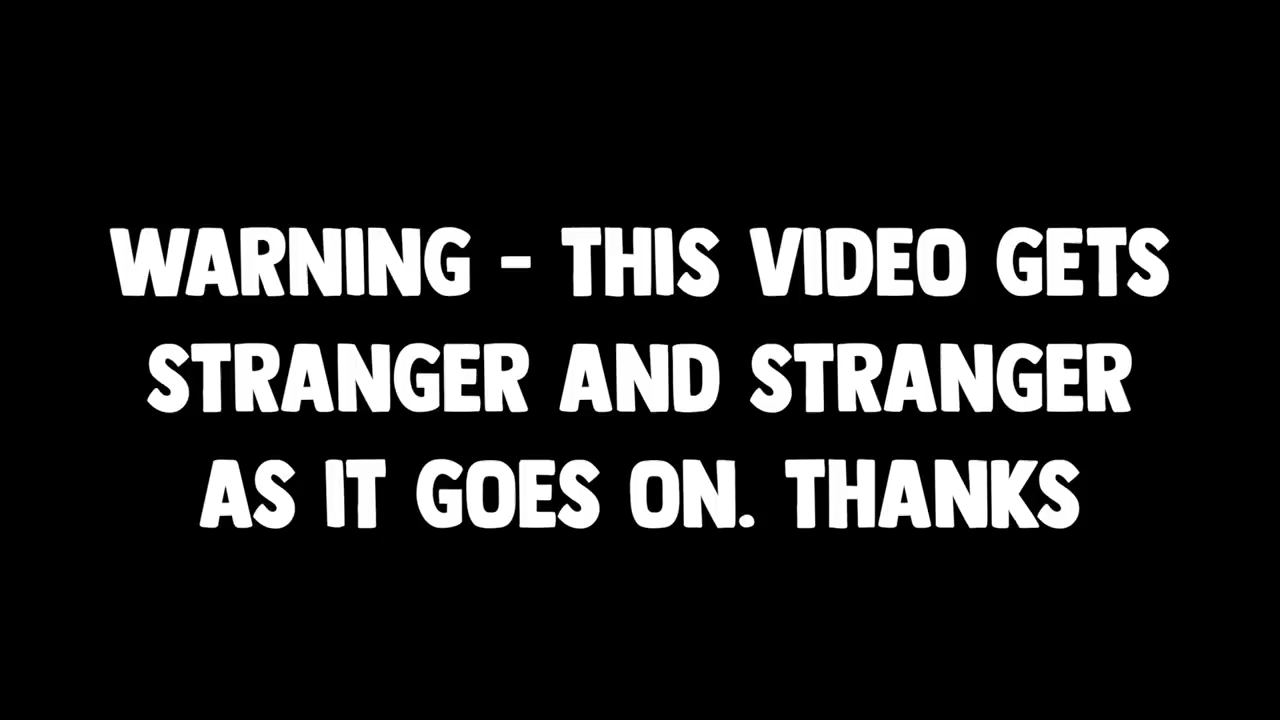 WARNING - THIS VIDEO GETS
STRANGER AND STRANGER
AS IT GOES ON. THANKS